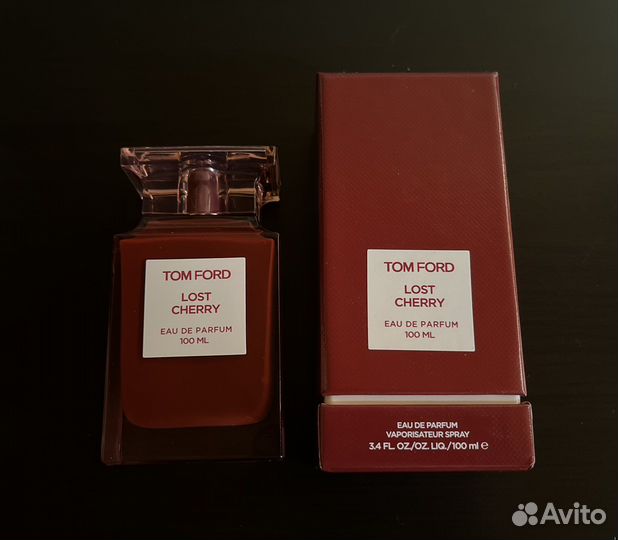 TOM FORD
LOST
CHERRY
EAU DE PARFUM
100 ML
TOM FORD
LOST
CHERRY
EAU DE PARFUM
100 ML
EAU DE PARFUM
VAPORISATEUR SPRAY
3.4 FL. OZ./OZ. LIQ./100 ml ℮
Avito